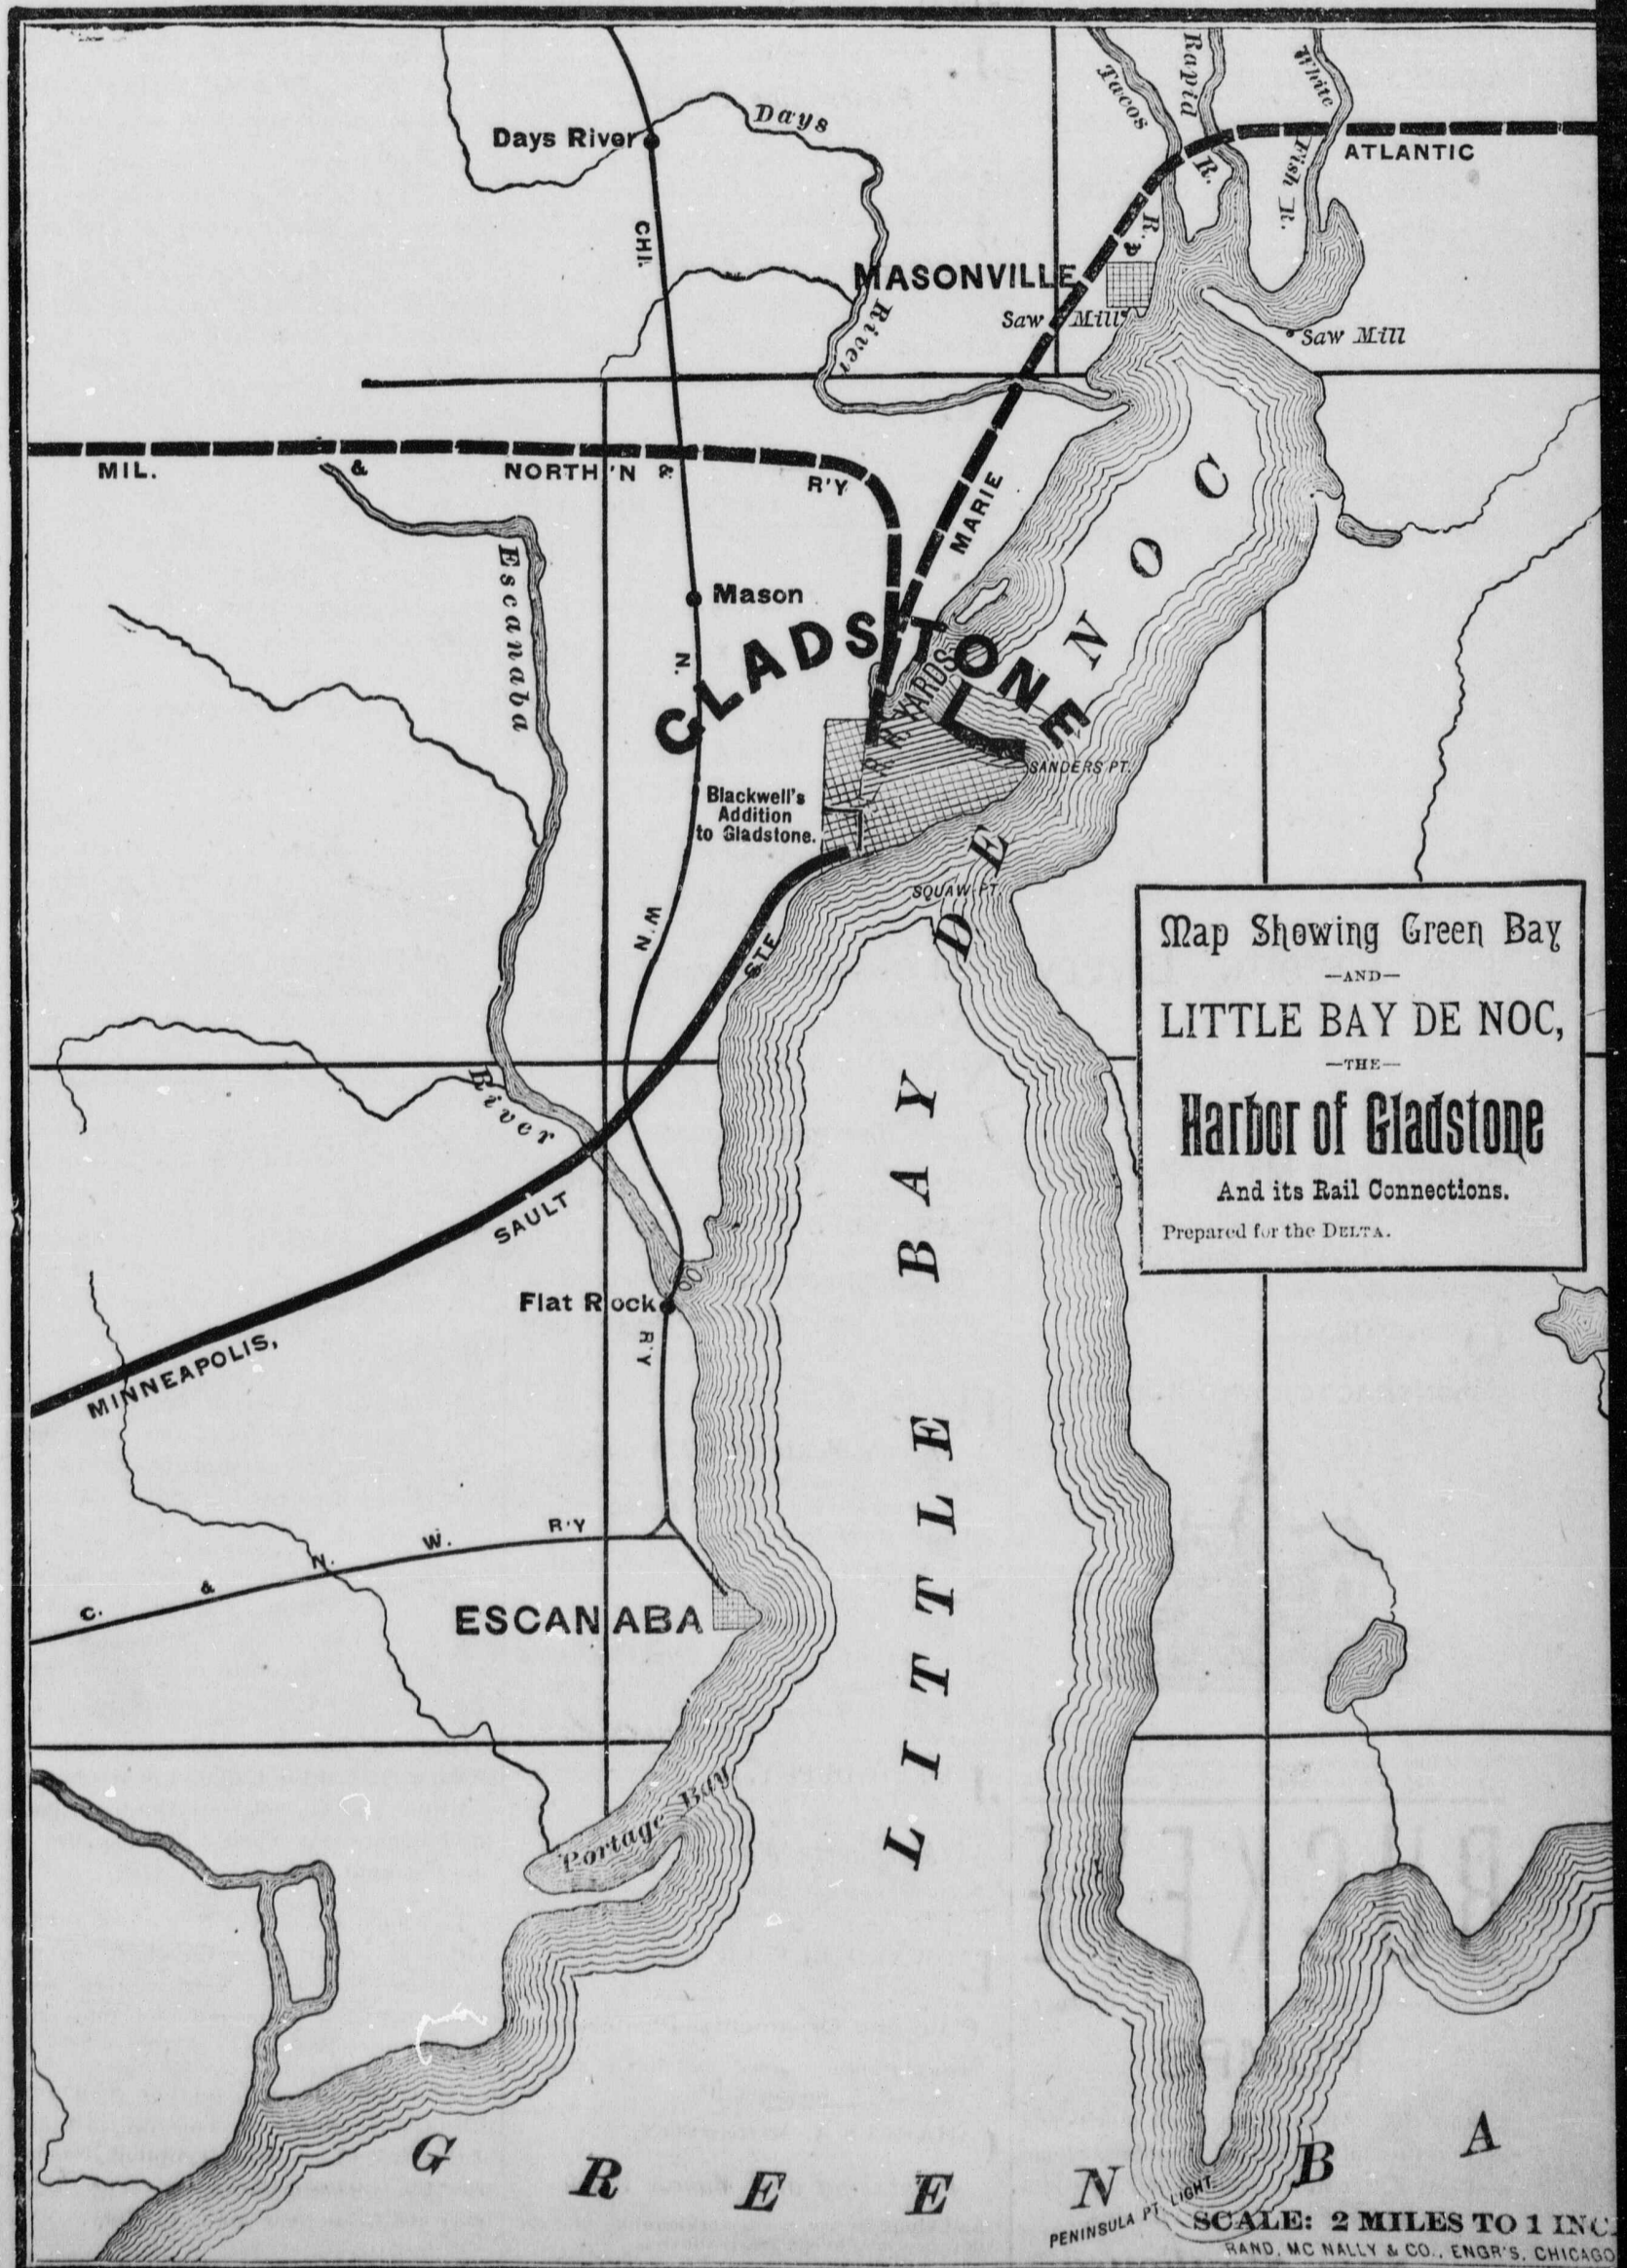 Tacos
Rapid
R.
White
Fish R.
Days River
Days
River
ATLANTIC
CHI.
R. &
MASONVILLE
Saw Mill
Saw Mill
MIL. & NORTH'N & R'Y
MARIE
Escanaba
River
Mason
N.
GLADSTONE
R. R. YARDS
SANDERS PT.
Blackwell's
Addition
to Gladstone.
SQUAW PT.
W'N
STE.
Map Showing Green Bay
—AND—
LITTLE BAY DE NOC,
—THE—
Harbor of Gladstone
And its Rail Connections.
Prepared for the DELTA.
LITTLE BAY DE NOC
SAULT
Flat Rock
R'Y
MINNEAPOLIS,
C. & N. W. R'Y
ESCANABA
Portage Bay
GREEN BA
PENINSULA PT. LIGHT.
SCALE: 2 MILES TO 1 INC
RAND, MC NALLY & CO., ENGR'S, CHICAGO